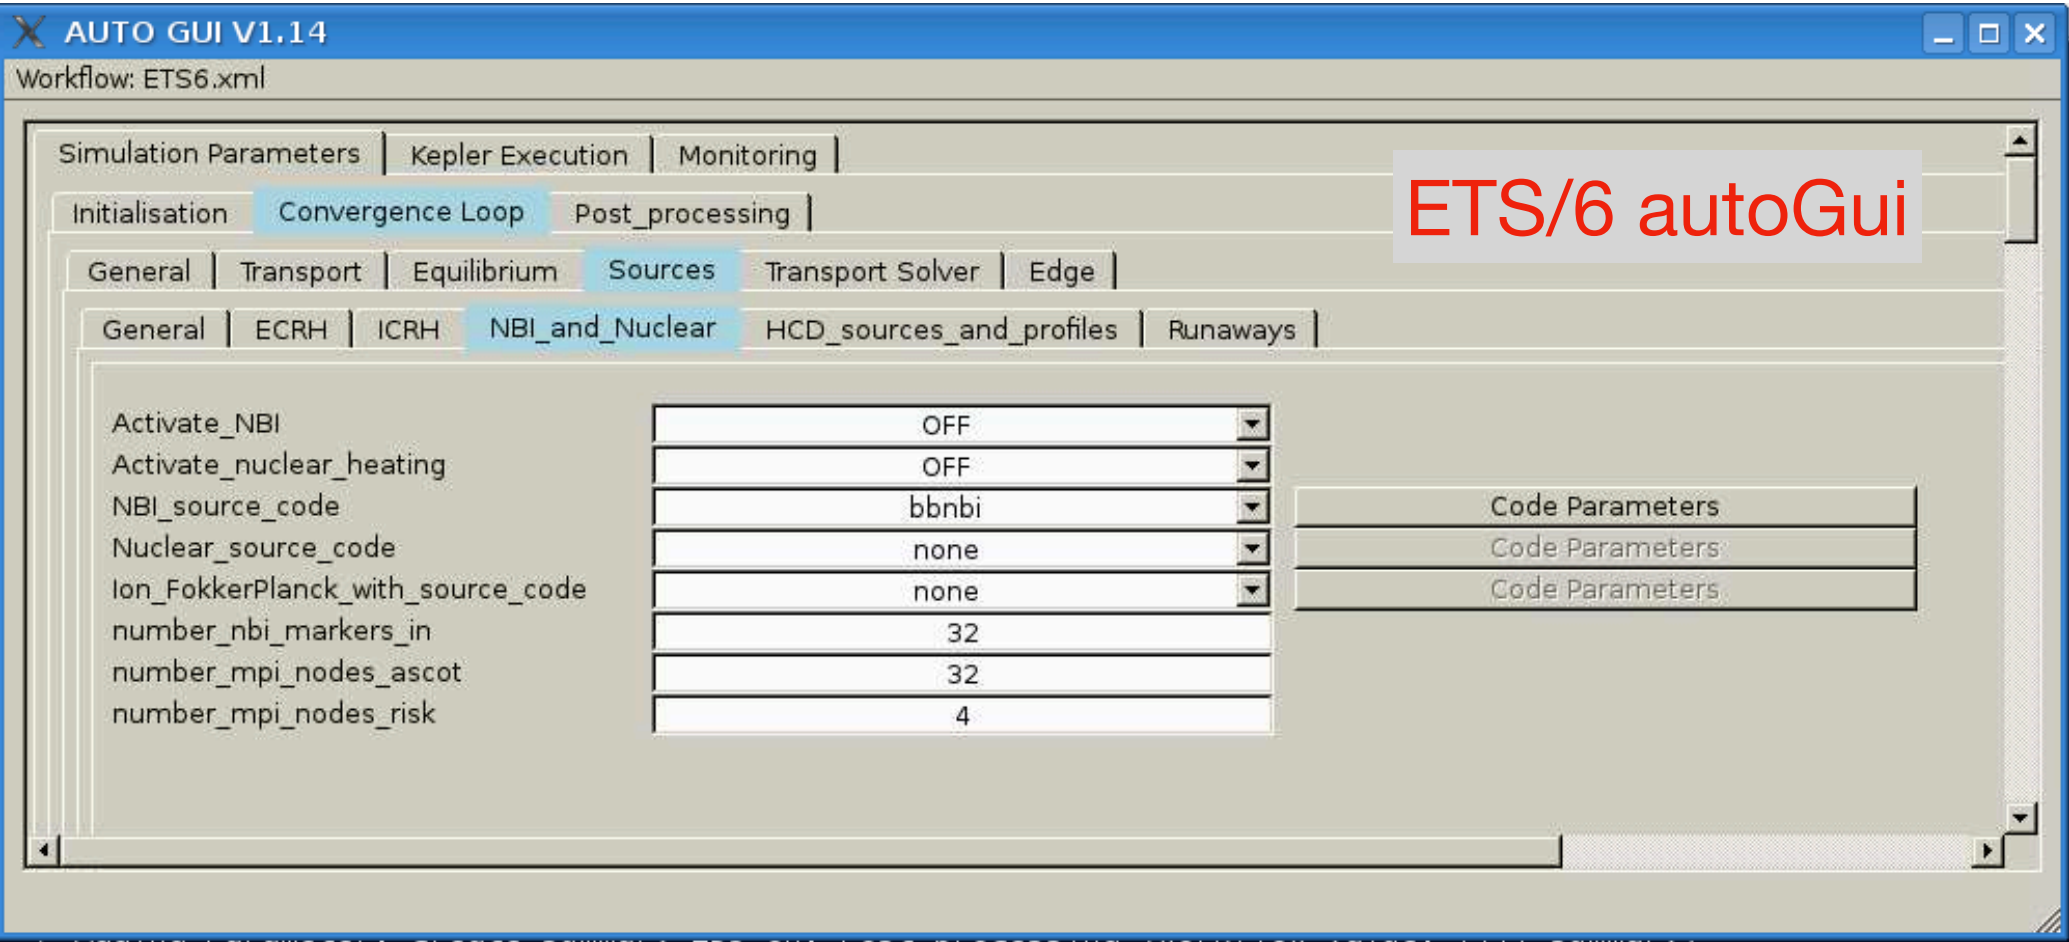 AUTO GUI V1.14
Workflow: ETS6.xml
Simulation Parameters Kepler Execution Monitoring
ETS/6 autoGui
Initialisation Convergence Loop Post_processing
General Transport Equilibrium Sources Transport Solver Edge
General ECRH ICRH NBI_and_Nuclear HCD_sources_and_profiles Runaways
Activate_NBI OFF
Activate_nuclear_heating OFF
NBI_source_code bbnbi Code Parameters
Nuclear_source_code none Code Parameters
Ion_FokkerPlanck_with_source_code none Code Parameters
number_nbi_markers_in 32
number_mpi_nodes_ascot 32
number_mpi_nodes_risk 4